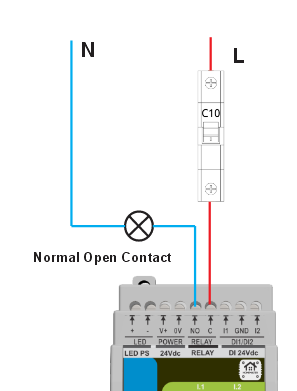 N
L
C10
Normal Open Contact
+ - V+ 0V NO C I1 GND I2
LED POWER RELAY DI1/DI2
LED PS 24Vdc RELAY DI 24Vdc
L1 L2